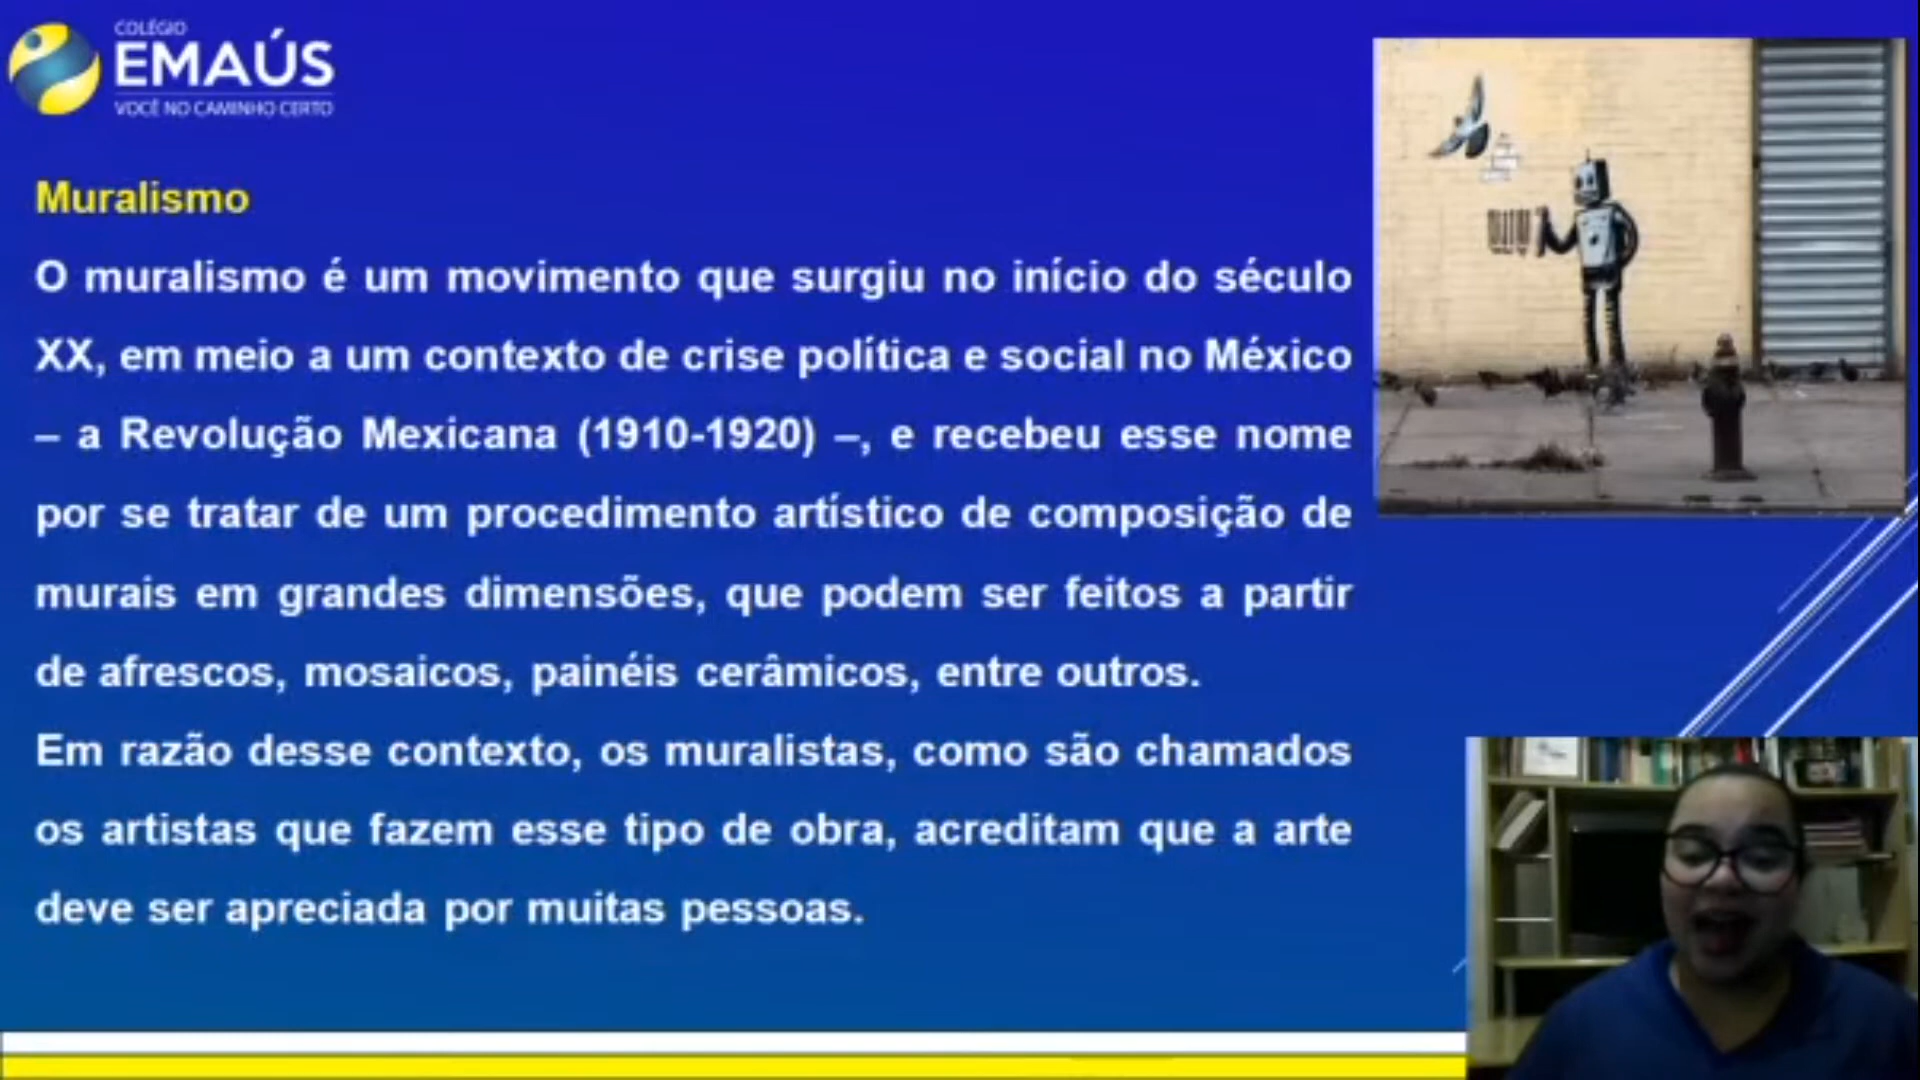 COLÉGIO
EMAÚS
VOCÊ NO CAMINHO CERTO
Muralismo
O muralismo é um movimento que surgiu no início do século
XX, em meio a um contexto de crise política e social no México
– a Revolução Mexicana (1910-1920) –, e recebeu esse nome
por se tratar de um procedimento artístico de composição de
murais em grandes dimensões, que podem ser feitos a partir
de afrescos, mosaicos, painéis cerâmicos, entre outros.
Em razão desse contexto, os muralistas, como são chamados
os artistas que fazem esse tipo de obra, acreditam que a arte
deve ser apreciada por muitas pessoas.